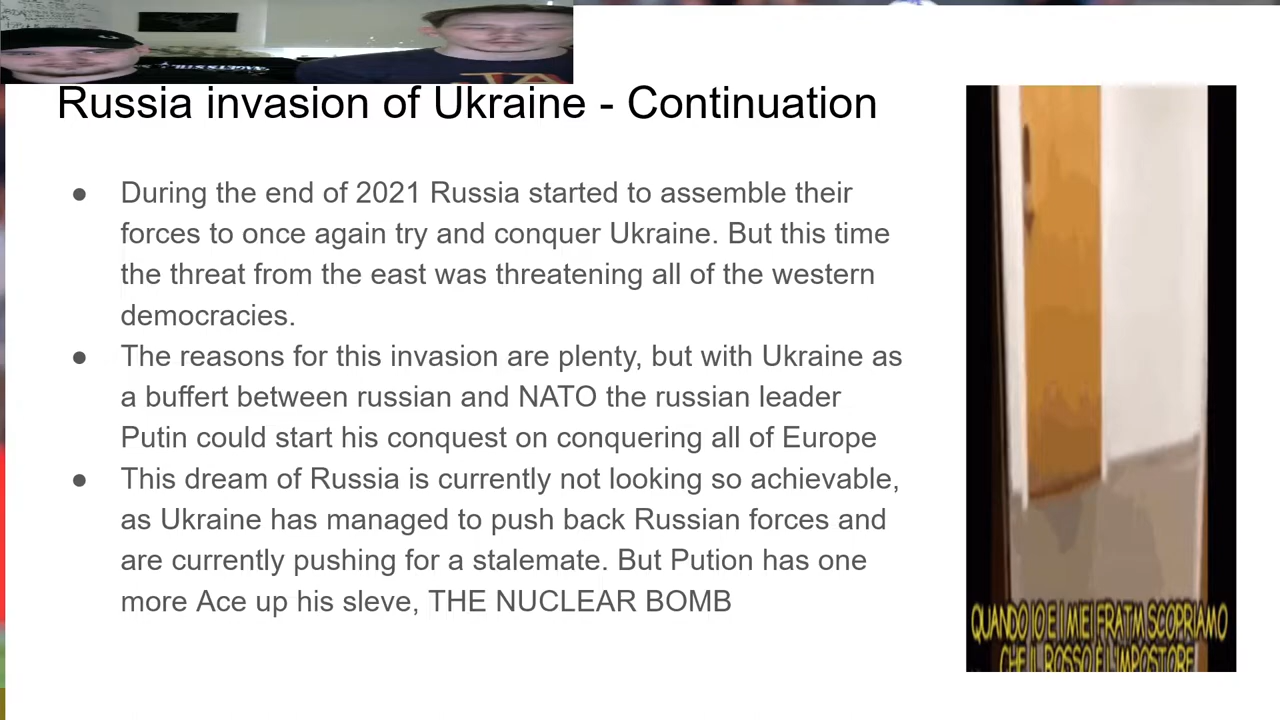 Russia invasion of Ukraine - Continuation
● During the end of 2021 Russia started to assemble their
forces to once again try and conquer Ukraine. But this time
the threat from the east was threatening all of the western
democracies.
● The reasons for this invasion are plenty, but with Ukraine as
a buffert between russian and NATO the russian leader
Putin could start his conquest on conquering all of Europe
● This dream of Russia is currently not looking so achievable,
as Ukraine has managed to push back Russian forces and
are currently pushing for a stalemate. But Pution has one
more Ace up his sleve, THE NUCLEAR BOMB
QUANDO IO E I MIEI FRATM SCOPRIAMO
CHE IL ROSSO È L'IMPOSTORE